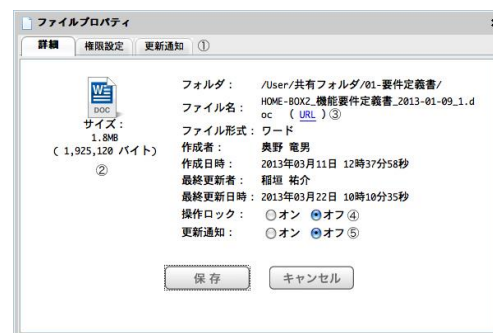 ファイルプロパティ
詳細 権限設定 更新通知 ①
DOC
サイズ：
1.8MB
( 1,925,120 バイト)
②
フォルダ： /User/共有フォルダ/01-要件定義書/
ファイル名： HOME-BOX2_機能要件定義書_2013-01-09_1.d
oc ( URL ) ③
ファイル形式： ワード
作成者： 奥野 竜男
作成日時： 2013年03月11日 12時37分58秒
最終更新者： 稲垣 祐介
最終更新日時： 2013年03月22日 10時10分35秒
操作ロック： オン オフ ④
更新通知： オン オフ ⑤
保存 キャンセル